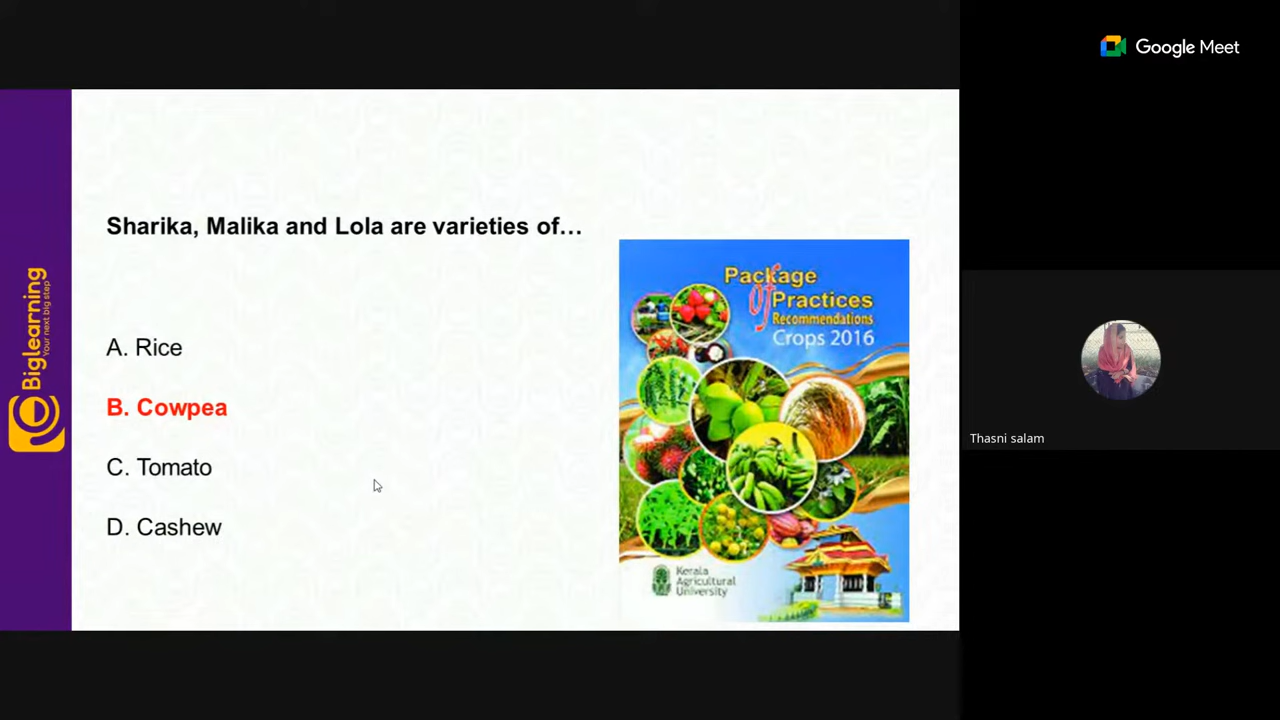 Google Meet
Sharika, Malika and Lola are varieties of…
A. Rice
B. Cowpea
C. Tomato
D. Cashew
Biglearning
Your next big step
Package
of
Practices
Recommendations
Crops 2016
Kerala
Agricultural
University
Thasni salam